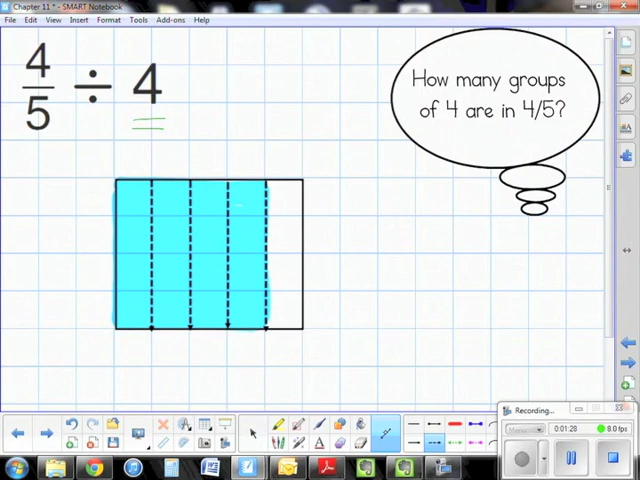 Chapter 11 * - SMART Notebook
File Edit View Insert Format Tools Add-ons Help
4
5
÷ 4
How many groups
of 4 are in 4/5?
Recording...
Menu
0:01:28
8.0 fps